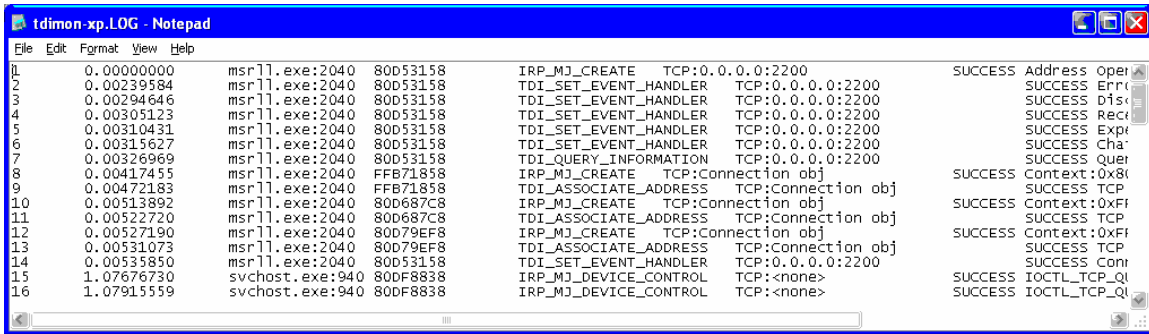 tdimon-xp.LOG - Notepad
File Edit Format View Help
1 0.00000000 msrll.exe:2040 80D53158 IRP_MJ_CREATE TCP:0.0.0.0:2200 SUCCESS Address Open
2 0.00239584 msrll.exe:2040 80D53158 TDI_SET_EVENT_HANDLER TCP:0.0.0.0:2200 SUCCESS
3 0.00294646 msrll.exe:2040 80D53158 TDI_SET_EVENT_HANDLER TCP:0.0.0.0:2200 SUCCESS
4 0.00305123 msrll.exe:2040 80D53158 TDI_SET_EVENT_HANDLER TCP:0.0.0.0:2200 SUCCESS
5 0.00310431 msrll.exe:2040 80D53158 TDI_SET_EVENT_HANDLER TCP:0.0.0.0:2200 SUCCESS
6 0.00315627 msrll.exe:2040 80D53158 TDI_SET_EVENT_HANDLER TCP:0.0.0.0:2200 SUCCESS
7 0.00326969 msrll.exe:2040 80D53158 TDI_QUERY_INFORMATION TCP:0.0.0.0:2200 SUCCESS Quer
8 0.00417455 msrll.exe:2040 FFB71858 IRP_MJ_CREATE TCP:Connection obj SUCCESS Context:0x80
9 0.00472183 msrll.exe:2040 FFB71858 TDI_ASSOCIATE_ADDRESS TCP:Connection obj SUCCESS TCP
10 0.00513892 msrll.exe:2040 80D687C8 IRP_MJ_CREATE TCP:Connection obj SUCCESS Context:0xFF
11 0.00522720 msrll.exe:2040 80D687C8 TDI_ASSOCIATE_ADDRESS TCP:Connection obj SUCCESS TCP
12 0.00527190 msrll.exe:2040 80D79EF8 IRP_MJ_CREATE TCP:Connection obj SUCCESS Context:0xFF
13 0.00531073 msrll.exe:2040 80D79EF8 TDI_ASSOCIATE_ADDRESS TCP:Connection obj SUCCESS TCP
14 0.00535850 msrll.exe:2040 80D53158 TDI_SET_EVENT_HANDLER TCP:0.0.0.0:2200 SUCCESS Conn
15 1.07676730 svchost.exe:940 80DF8838 IRP_MJ_DEVICE_CONTROL TCP:<none> SUCCESS IOCTL_TCP_QU
16 1.07915559 svchost.exe:940 80DF8838 IRP_MJ_DEVICE_CONTROL TCP:<none> SUCCESS IOCTL_TCP_QU